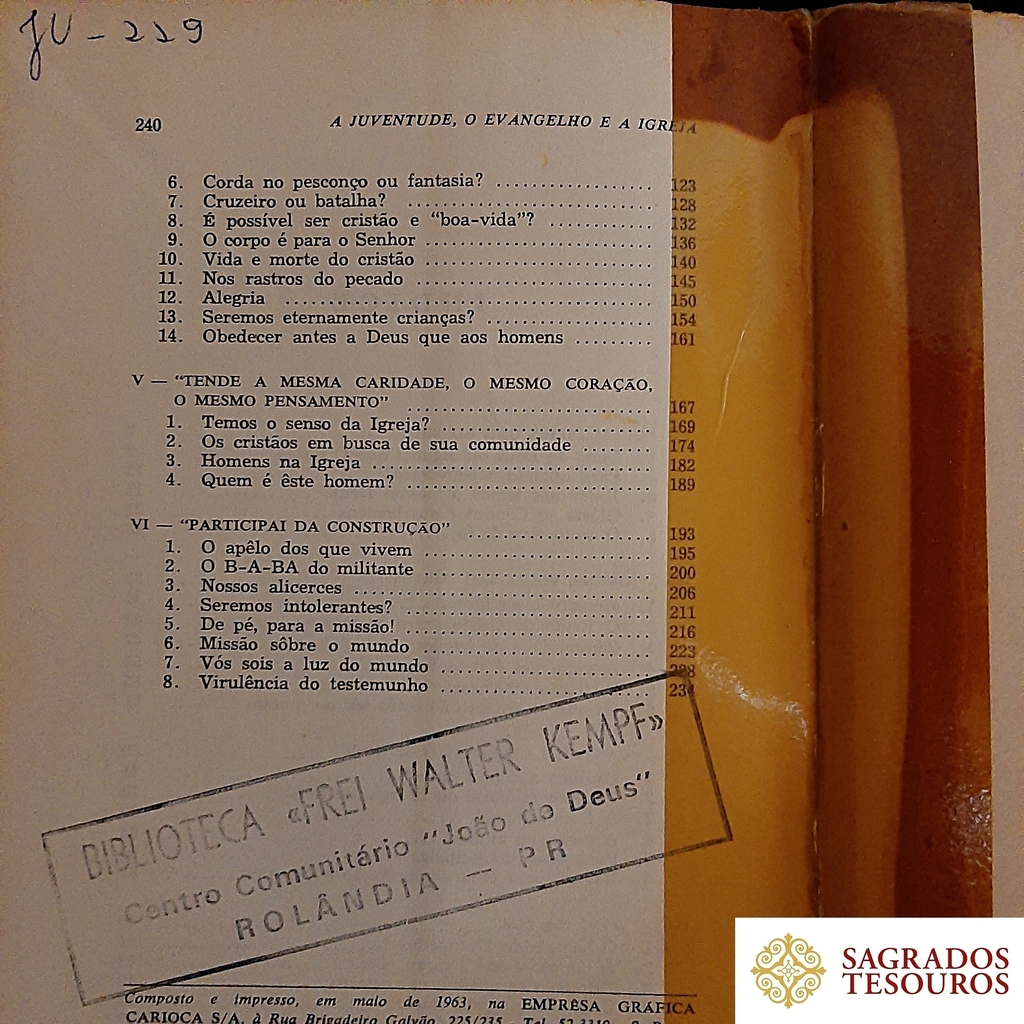 JU - 229
240 A JUVENTUDE, O EVANGELHO E A IGREJA
6. Corda no pesconço ou fantasia? .................. 123
7. Cruzeiro ou batalha? .......................... 128
8. É possível ser cristão e "boa-vida"? ........... 132
9. O corpo é para o Senhor ........................ 136
10. Vida e morte do cristão ........................ 140
11. Nos rastros do pecado ......................... 145
12. Alegria ...................................... 150
13. Seremos eternamente crianças? .................. 154
14. Obedecer antes a Deus que aos homens ......... 161
V — "TENDE A MESMA CARIDADE, O MESMO CORAÇÃO,
O MESMO PENSAMENTO" .......................... 167
1. Temos o senso da Igreja? ....................... 169
2. Os cristãos em busca de sua comunidade ........ 174
3. Homens na Igreja .............................. 182
4. Quem é êste homem? .......................... 189
VI — "PARTICIPAI DA CONSTRUÇÃO" .................... 193
1. O apêlo dos que vivem ......................... 195
2. O B-A-BA do militante ......................... 200
3. Nossos alicerces ................................ 206
4. Seremos intolerantes? .......................... 211
5. De pé, para a missão! .......................... 216
6. Missão sôbre o mundo ......................... 223
7. Vós sois a luz do mundo ....................... 228
8. Virulência do testemunho ....................... 234
BIBLIOTECA «FREI WALTER KEMPF»
Centro Comunitário "João de Deus"
ROLÂNDIA — PR
Composto e impresso, em maio de 1963, na EMPRÊSA GRÁFICA
CARIOCA S/A, à Rua Brigadeiro Galvão, 225/235 - Tel.
SAGRADOS
TESOUROS